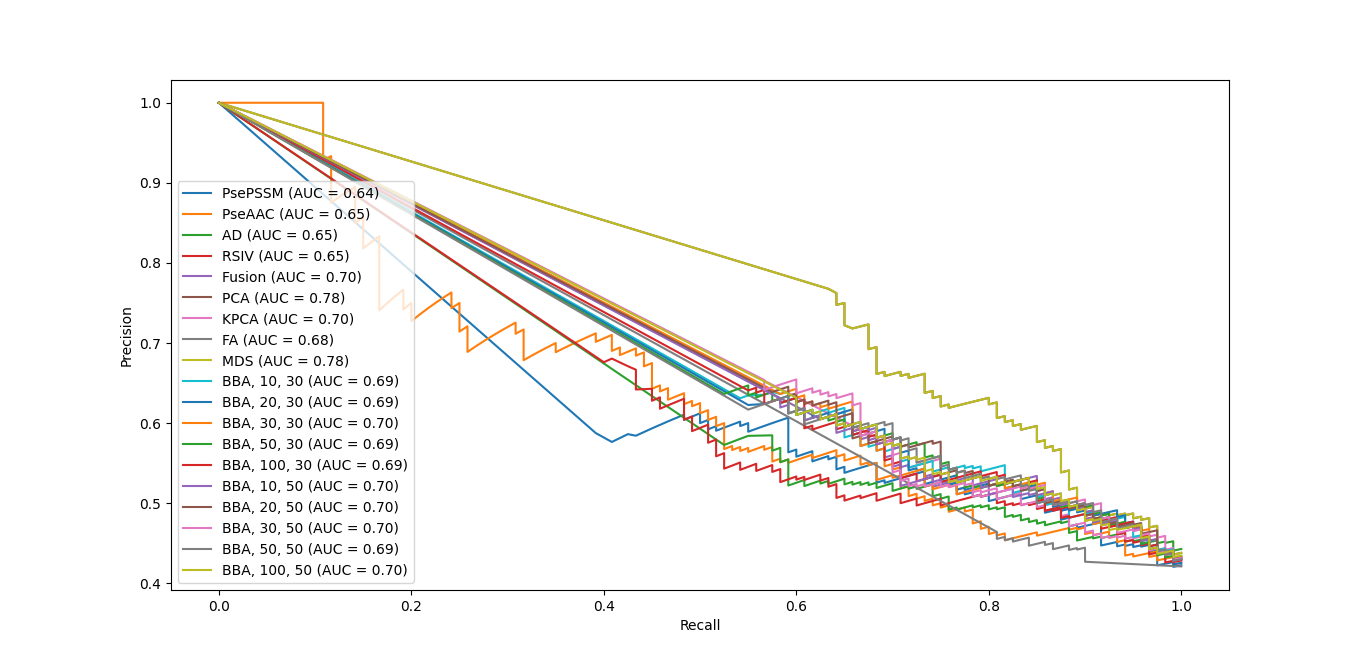 1.0
0.9
0.8
0.7
0.6
0.5
0.4
Precision
PsePSSM (AUC = 0.64)
PseAAC (AUC = 0.65)
AD (AUC = 0.65)
RSIV (AUC = 0.65)
Fusion (AUC = 0.70)
PCA (AUC = 0.78)
KPCA (AUC = 0.70)
FA (AUC = 0.68)
MDS (AUC = 0.78)
BBA, 10, 30 (AUC = 0.69)
BBA, 20, 30 (AUC = 0.69)
BBA, 30, 30 (AUC = 0.70)
BBA, 50, 30 (AUC = 0.69)
BBA, 100, 30 (AUC = 0.69)
BBA, 10, 50 (AUC = 0.70)
BBA, 20, 50 (AUC = 0.70)
BBA, 30, 50 (AUC = 0.70)
BBA, 50, 50 (AUC = 0.69)
BBA, 100, 50 (AUC = 0.70)
0.0 0.2 0.4 0.6 0.8 1.0
Recall